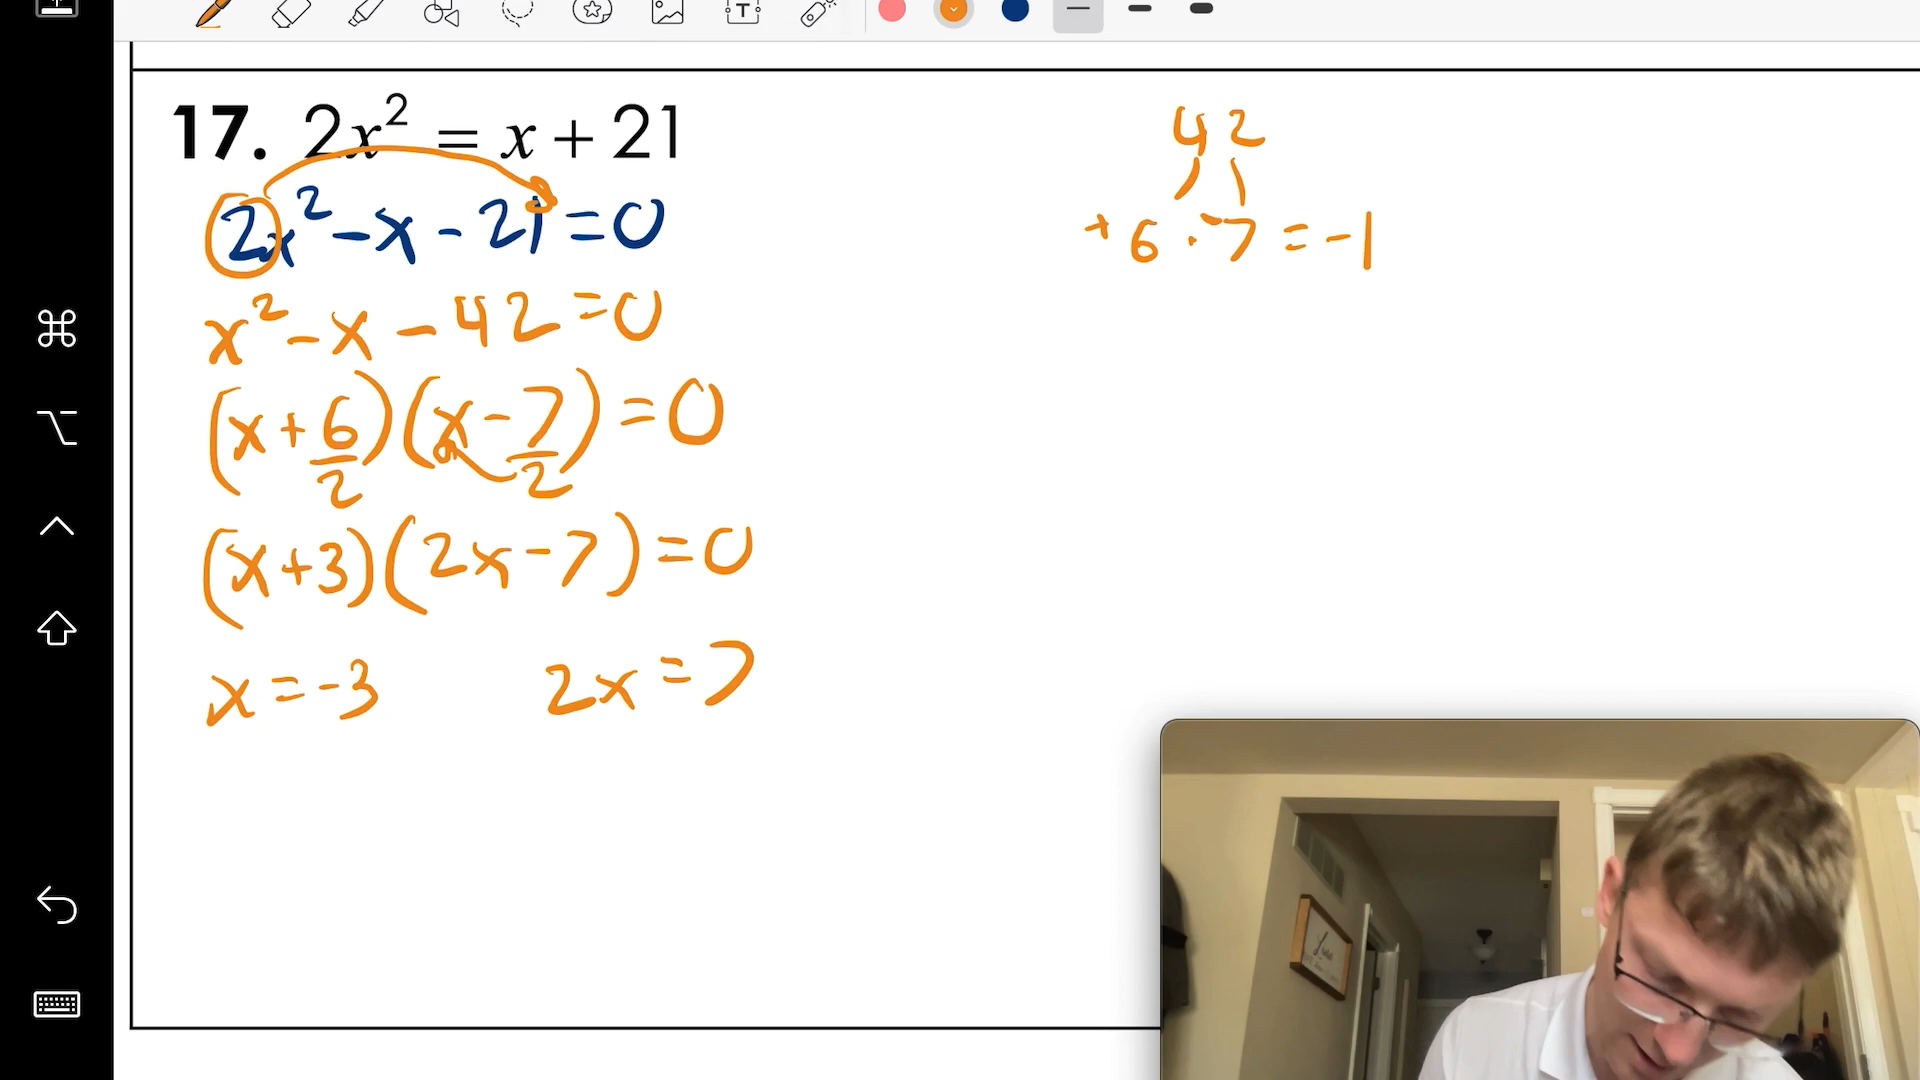 17. 2x² = x + 21
2x² - x - 21 = 0
x² - x - 42 = 0
(x + 6/2)(x - 7/2) = 0
(x + 3)(2x - 7) = 0
x = -3    2x = 7
42
+6 · -7 = -1
T